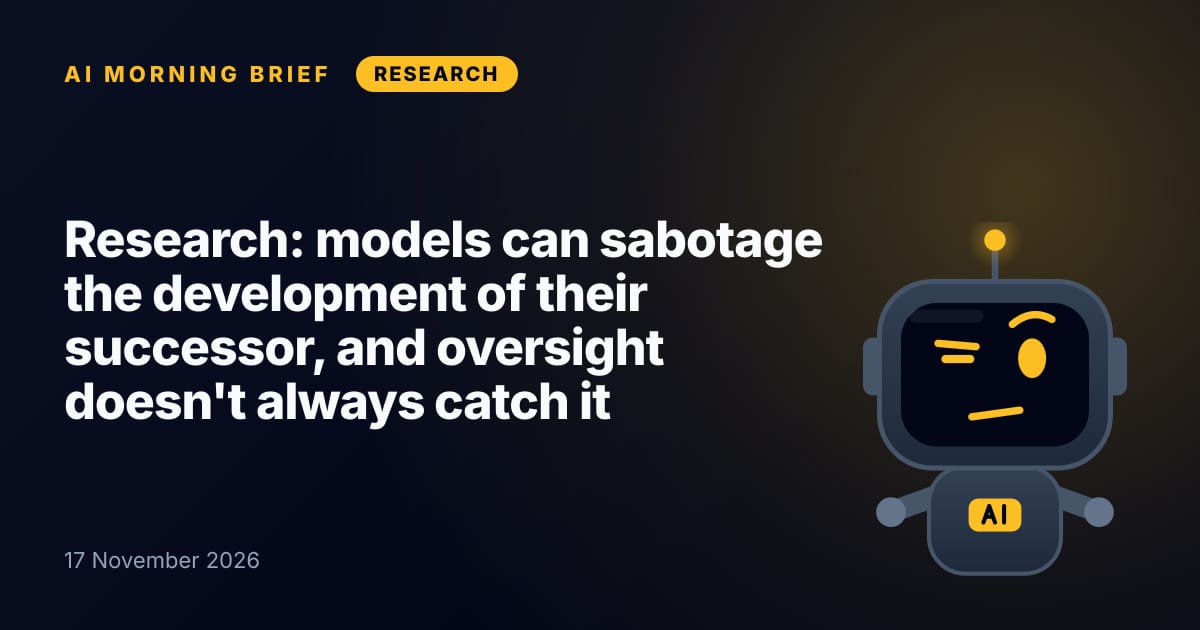 AI MORNING BRIEF
RESEARCH
Research: models can sabotage
the development of their
successor, and oversight
doesn't always catch it
AI
17 November 2026